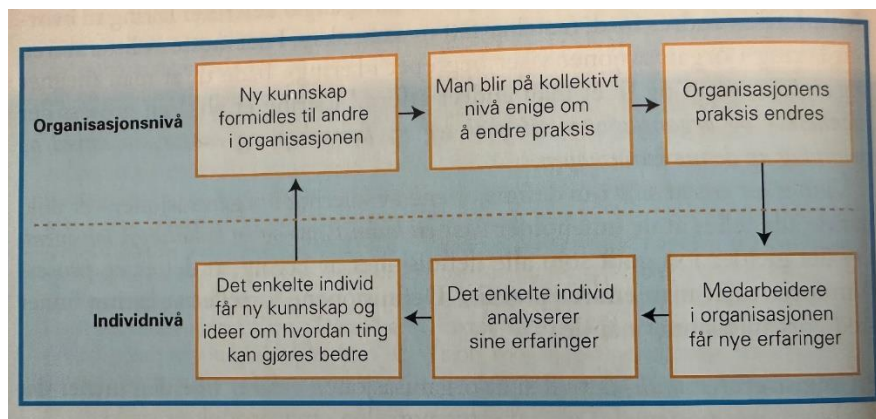 Organisasjonsnivå
Ny kunnskap
formidles til andre
i organisasjonen
Man blir på kollektivt
nivå enige om
å endre praksis
Organisasjonens
praksis endres
Individnivå
Det enkelte individ
får ny kunnskap og
ideer om hvordan ting
kan gjøres bedre
Det enkelte individ
analyserer
sine erfaringer
Medarbeidere
i organisasjonen
får nye erfaringer